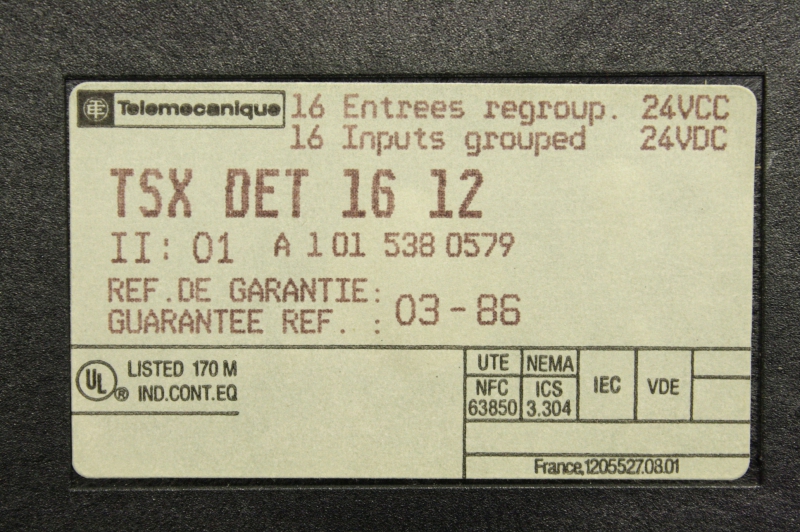 Telemecanique 16 Entrees regroup. 24VCC
16 Inputs grouped 24VDC
TSX DET 16 12
II: 01 A 1 01 538 0579
REF.DE GARANTIE:
GUARANTEE REF. : 03-86
UL ® LISTED 170 M
IND.CONT.EQ
UTE NEMA IEC VDE
NFC ICS
63850 3.304
France,1205527.08.01